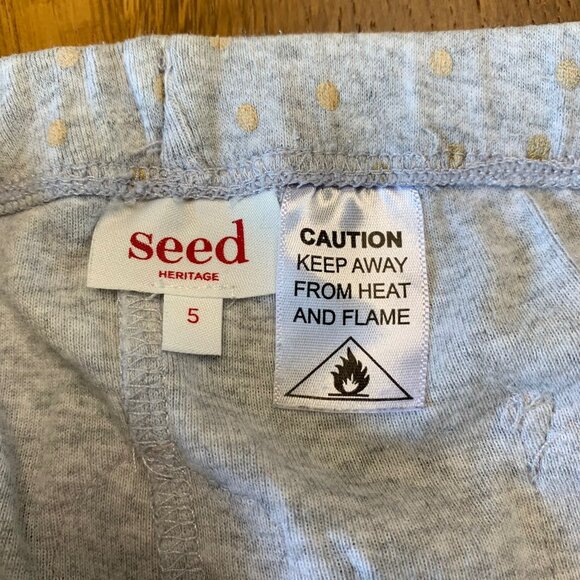 seed
HERITAGE
5
CAUTION
KEEP AWAY
FROM HEAT
AND FLAME